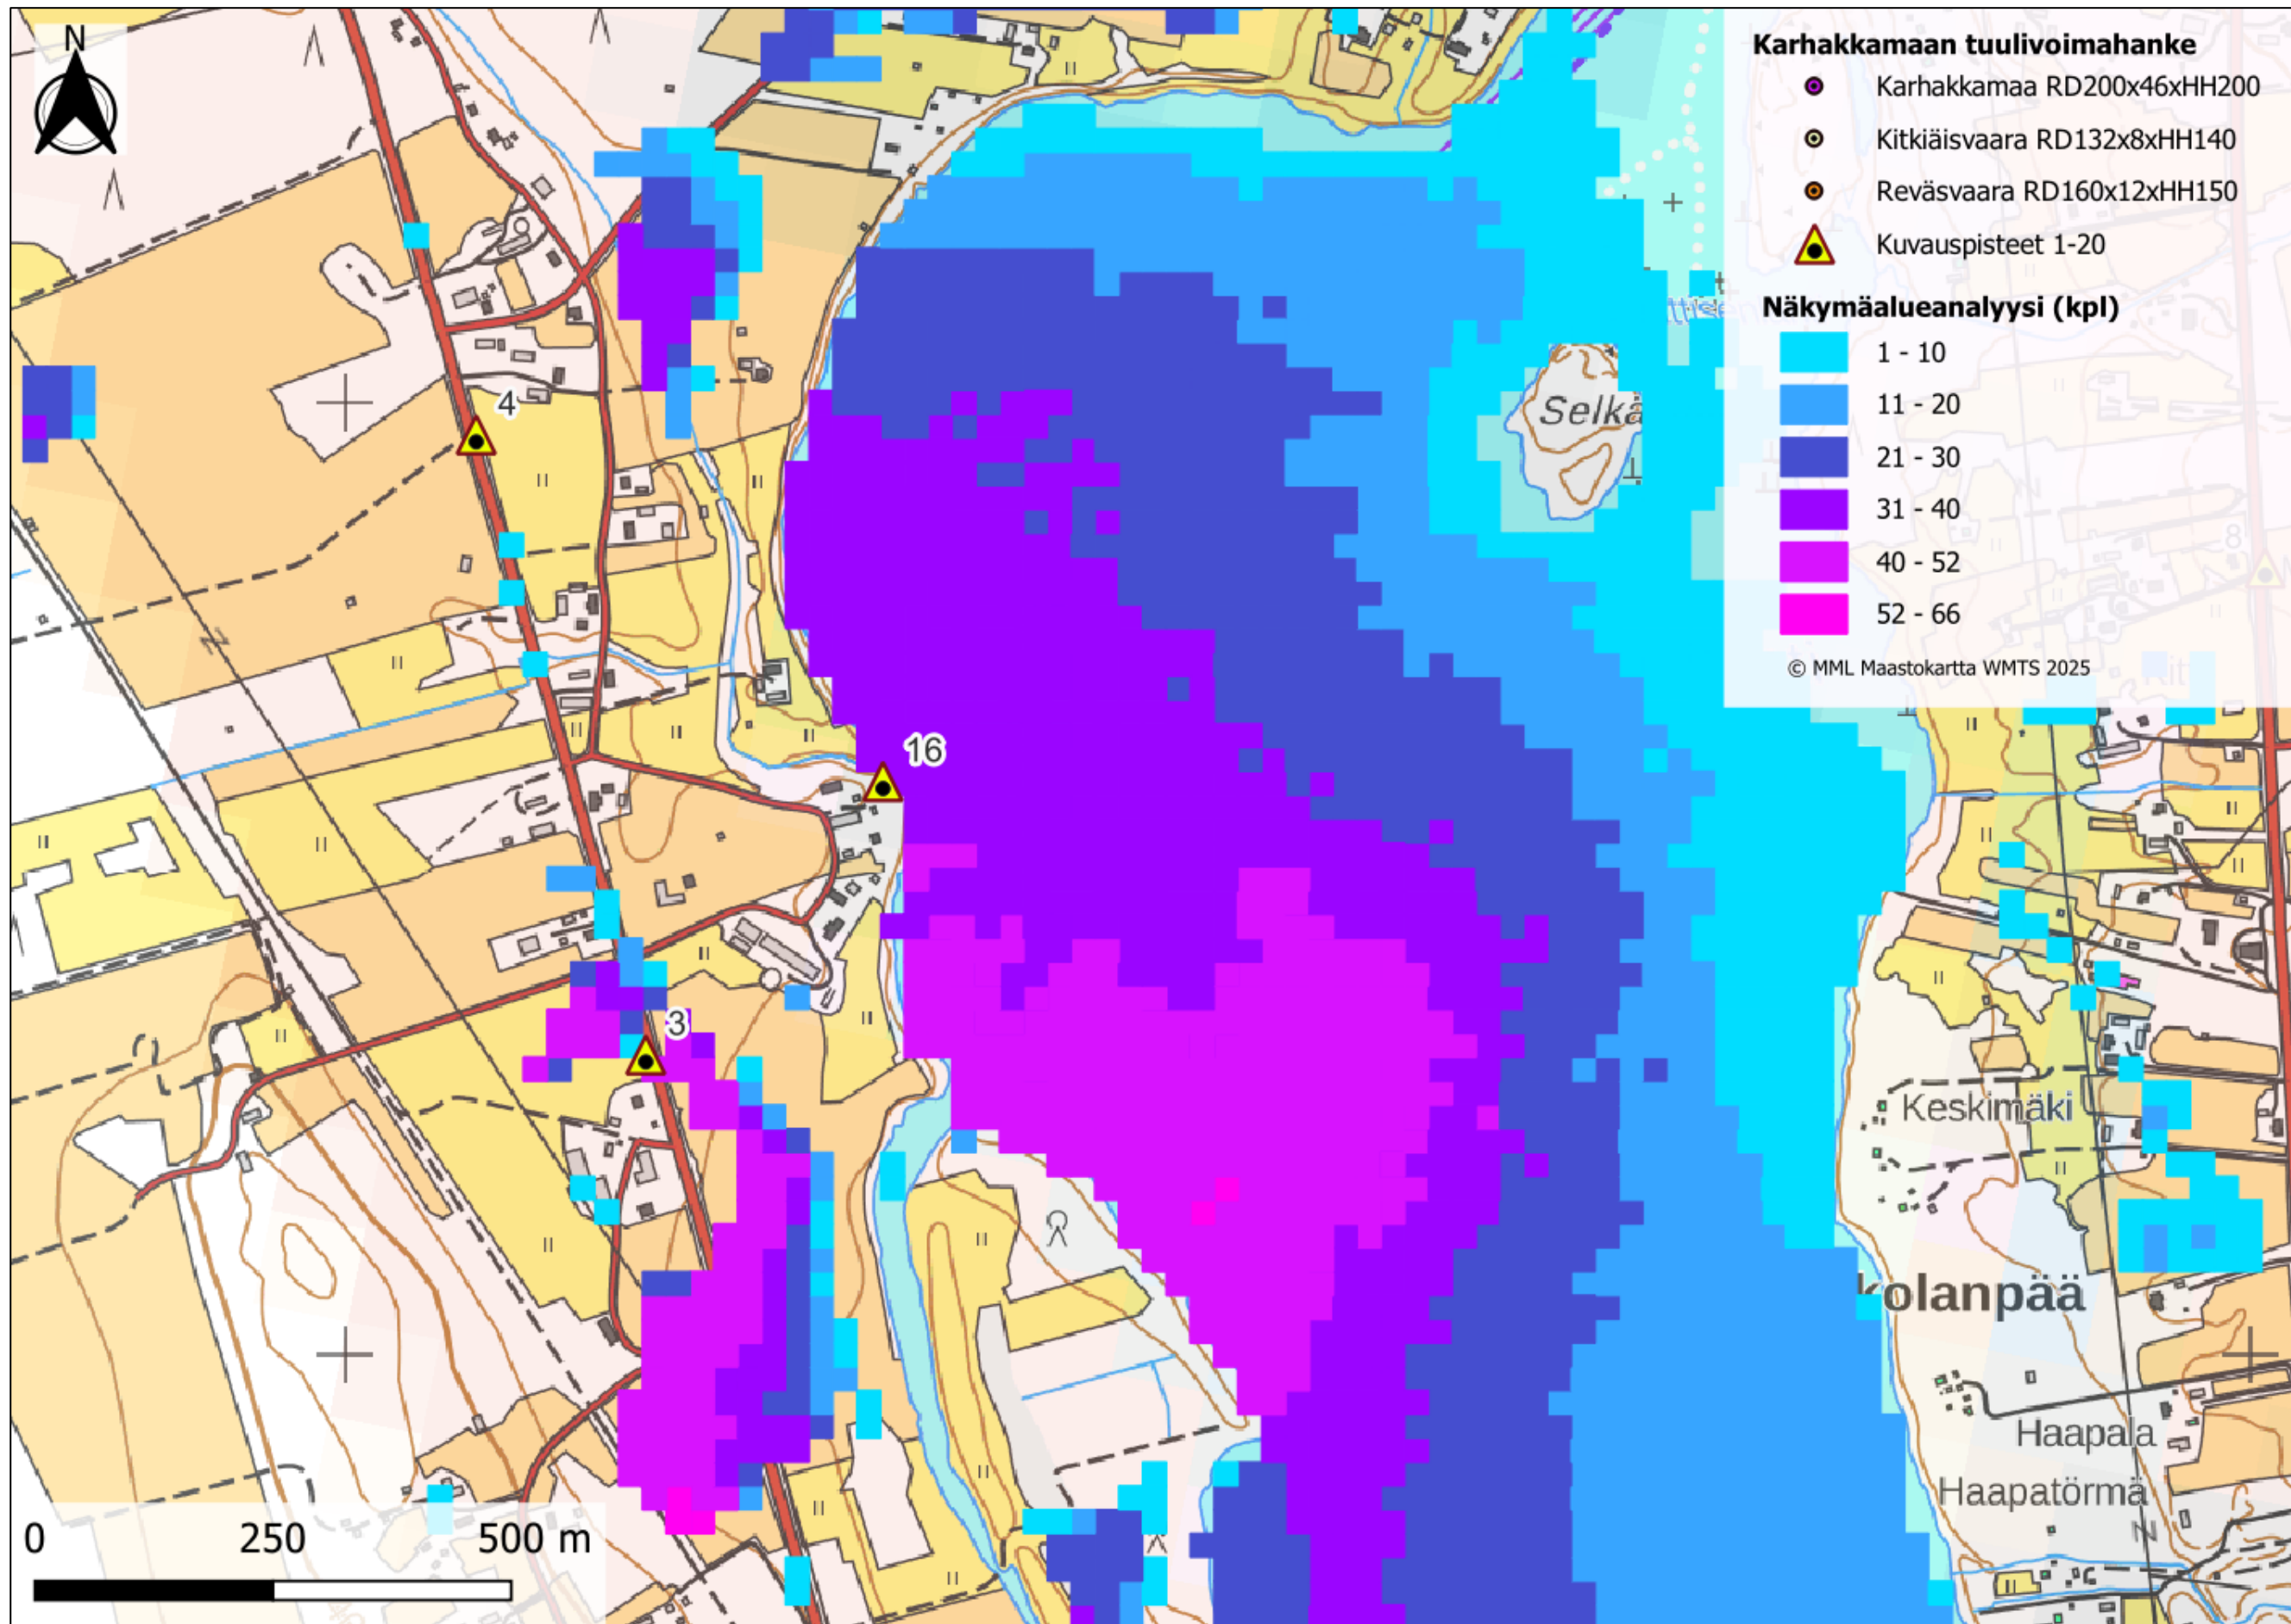 N
Karhakkamaan tuulivoimahanke
Karhakkamaa RD200x46xHH200
Kitkiäisvaara RD132x8xHH140
Reväsvaara RD160x12xHH150
Kuvauspisteet 1-20
Näkymäalueanalyysi (kpl)
1 - 10
11 - 20
21 - 30
31 - 40
40 - 52
52 - 66
© MML Maastokartta WMTS 2025
4
Selkä
8
16
3
Keskimäki
kolanpää
Haapala
Haapatörmä
0 250 500 m